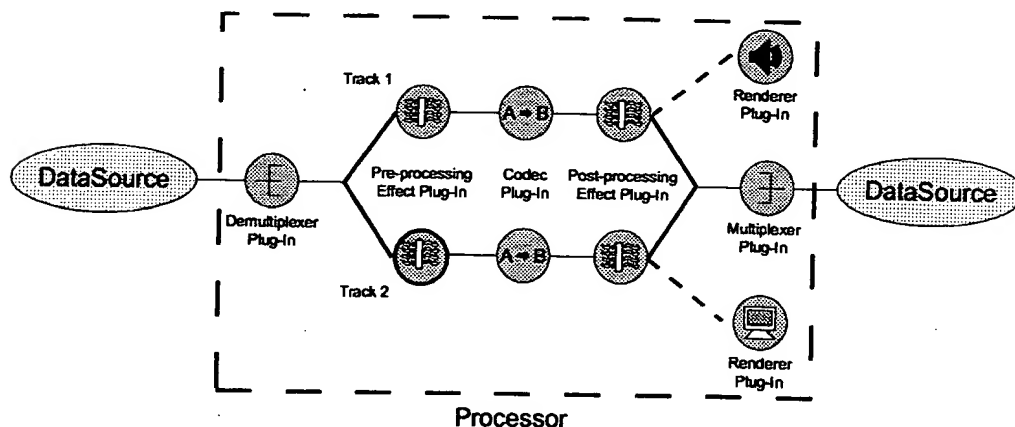 Track 1
Renderer
Plug-In
A→B
DataSource
Demultiplexer
Plug-In
Pre-processing
Effect Plug-In
Codec
Plug-In
Post-processing
Effect Plug-In
Multiplexer
Plug-In
DataSource
A→B
Track 2
Renderer
Plug-In
Processor